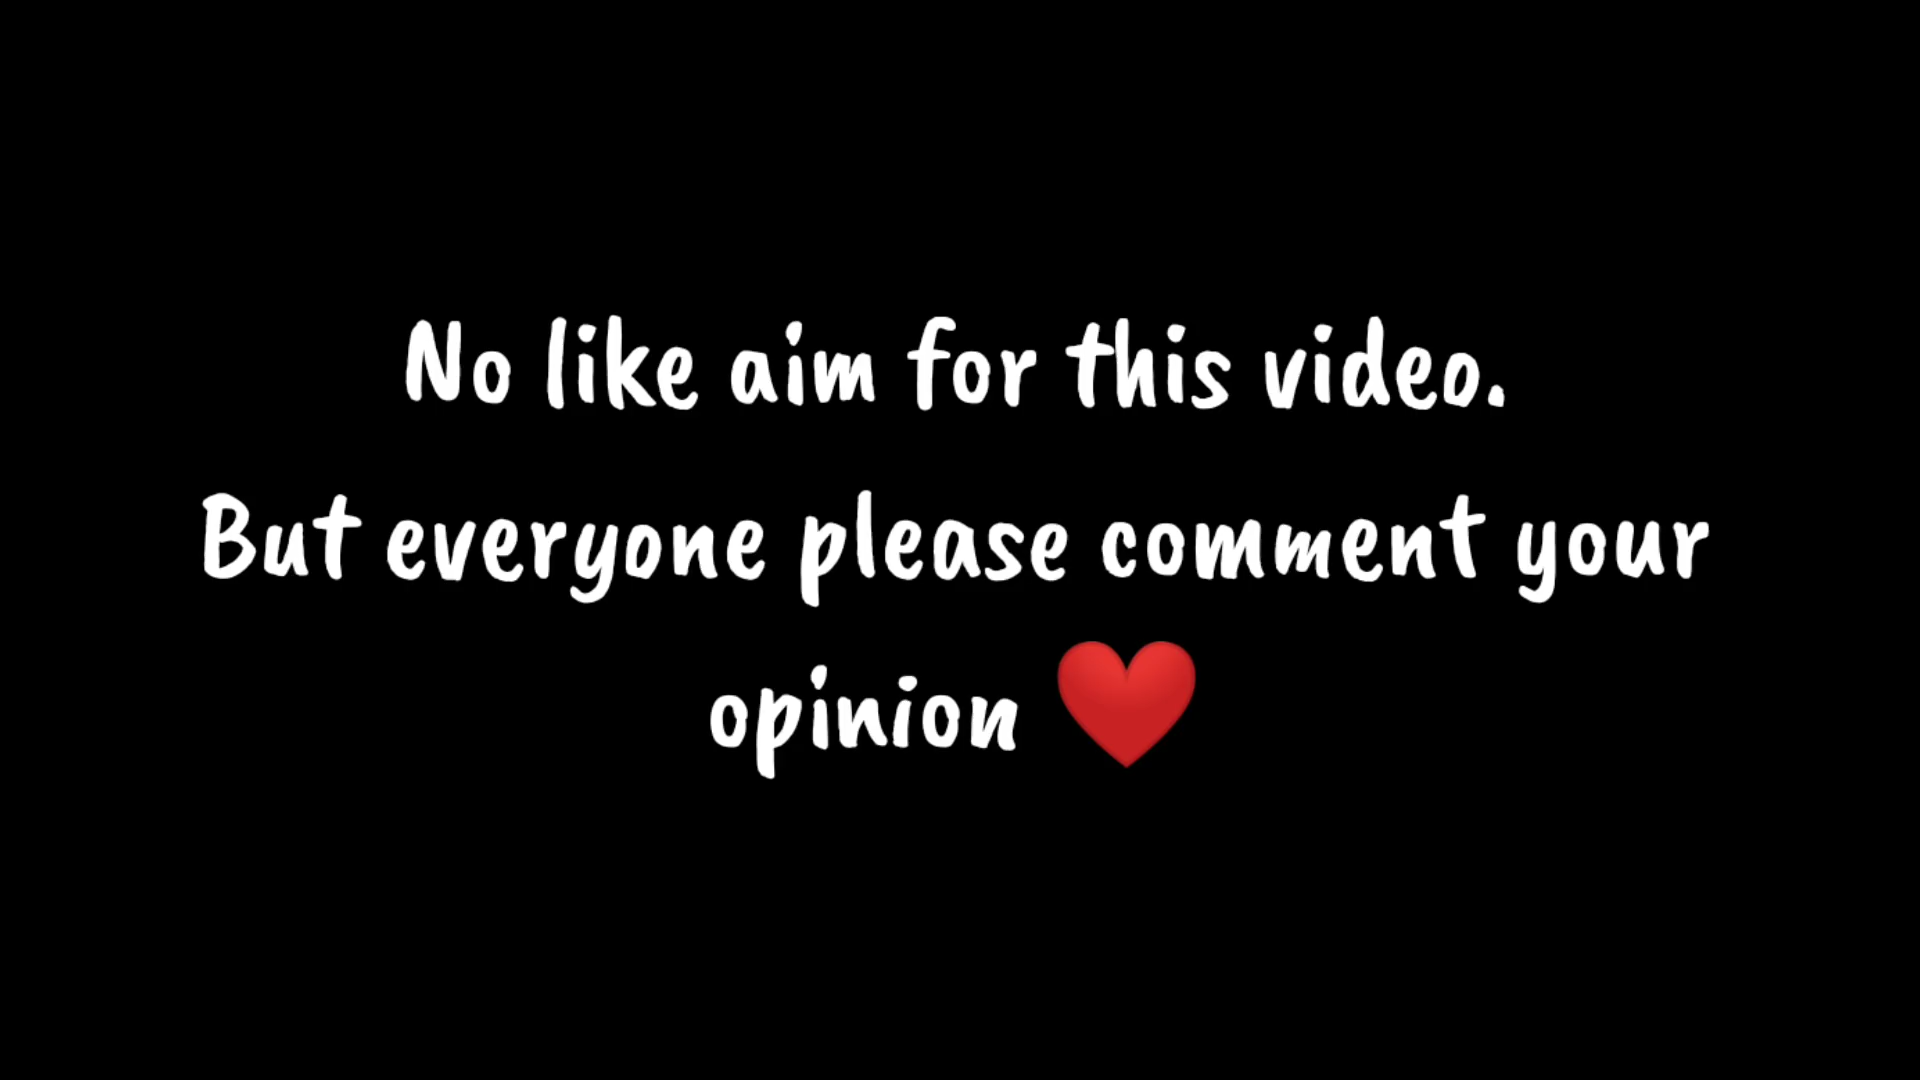 No like aim for this video.
But everyone please comment your
opinion ❤️